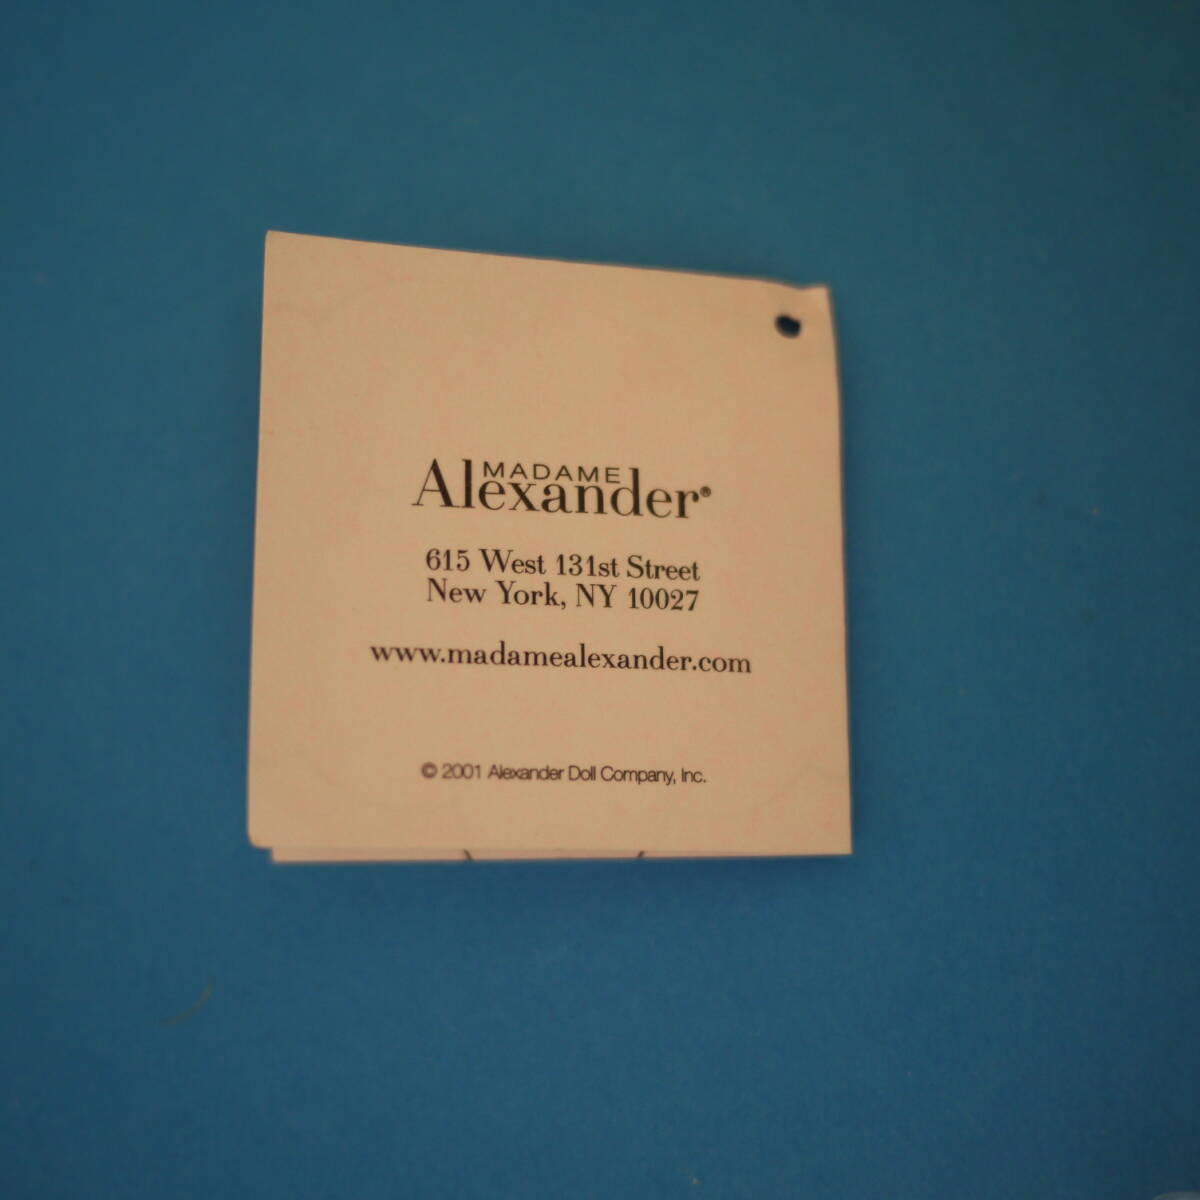 MADAME
Alexander®
615 West 131st Street
New York, NY 10027
www.madamealexander.com
© 2001 Alexander Doll Company, Inc.